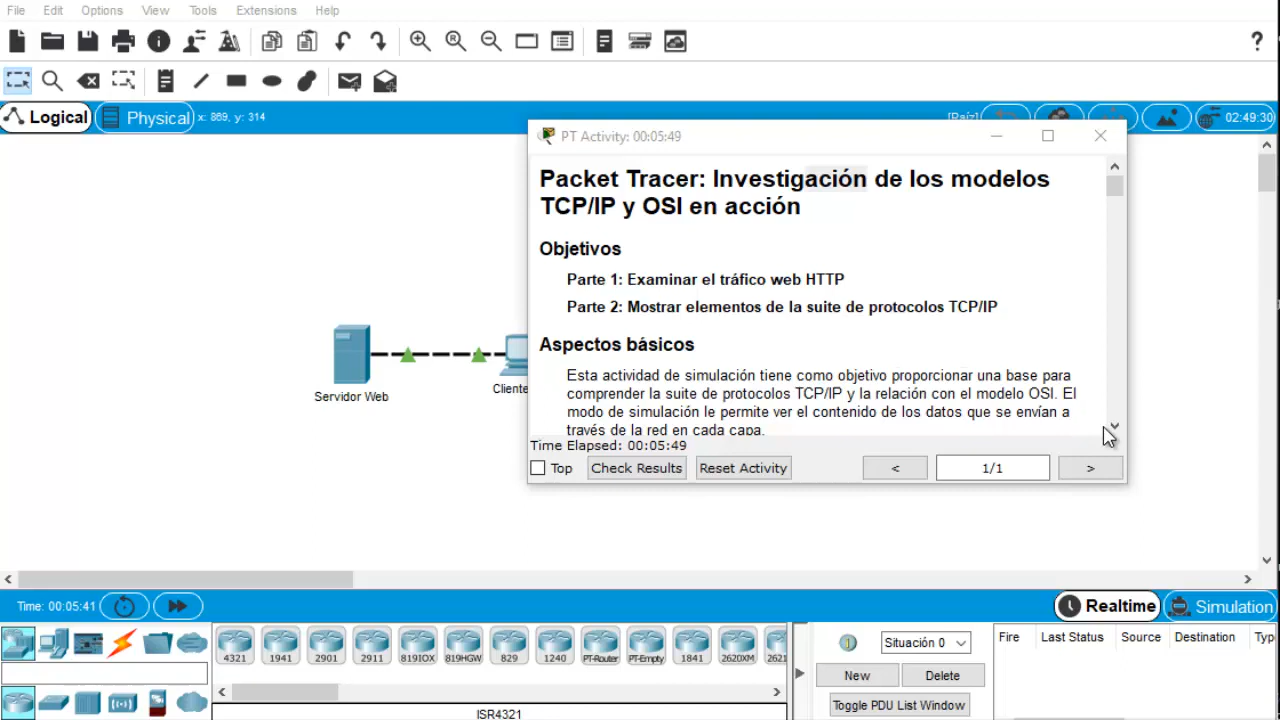 File Edit Options View Tools Extensions Help
Logical Physical x: 869, y: 314 [Raíz] 02:49:30
PT Activity: 00:05:49
Packet Tracer: Investigación de los modelos
TCP/IP y OSI en acción
Objetivos
Parte 1: Examinar el tráfico web HTTP
Parte 2: Mostrar elementos de la suite de protocolos TCP/IP
Aspectos básicos
Esta actividad de simulación tiene como objetivo proporcionar una base para
comprender la suite de protocolos TCP/IP y la relación con el modelo OSI. El
modo de simulación le permite ver el contenido de los datos que se envían a
través de la red en cada capa.
Time Elapsed: 00:05:49
Top Check Results Reset Activity < 1/1 >
Servidor Web
Cliente
Time: 00:05:41 Realtime Simulation
4321 1941 2901 2911 819IOX 819HGW 829 1240 PT-Router PT-Empty 1841 2620XM 2621
ISR4321
Situación 0
New Delete
Toggle PDU List Window
Fire Last Status Source Destination Typ